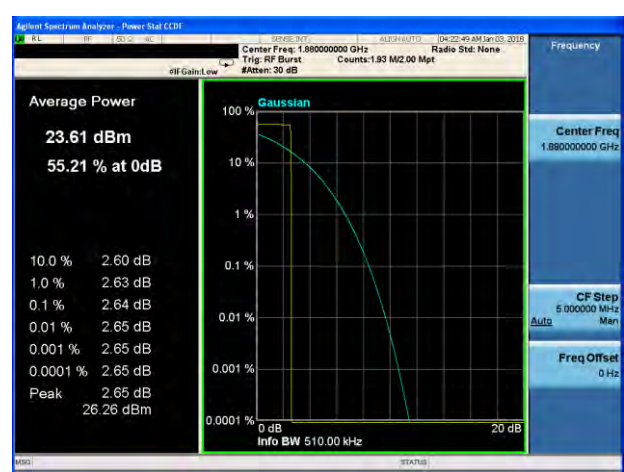 Agilent Spectrum Analyzer - Power Stat CCDF
RL RF 50 Ω AC SENSE:INT ALIGN AUTO 04:22:49 AM Jan 03, 2018
Center Freq: 1.880000000 GHz Radio Std: None
Trig: RF Burst Counts:1.93 M/2.00 Mpt
#IFGain:Low #Atten: 30 dB
Frequency
Average Power
23.61 dBm
55.21 % at 0dB
10.0 % 2.60 dB
1.0 % 2.63 dB
0.1 % 2.64 dB
0.01 % 2.65 dB
0.001 % 2.65 dB
0.0001 % 2.65 dB
Peak 2.65 dB
26.26 dBm
Gaussian
100 %
10 %
1 %
0.1 %
0.01 %
0.001 %
0.0001 %
0 dB 20 dB
Info BW 510.00 kHz
Center Freq
1.880000000 GHz
CF Step
5.000000 MHz
Auto Man
Freq Offset
0 Hz
MSG STATUS